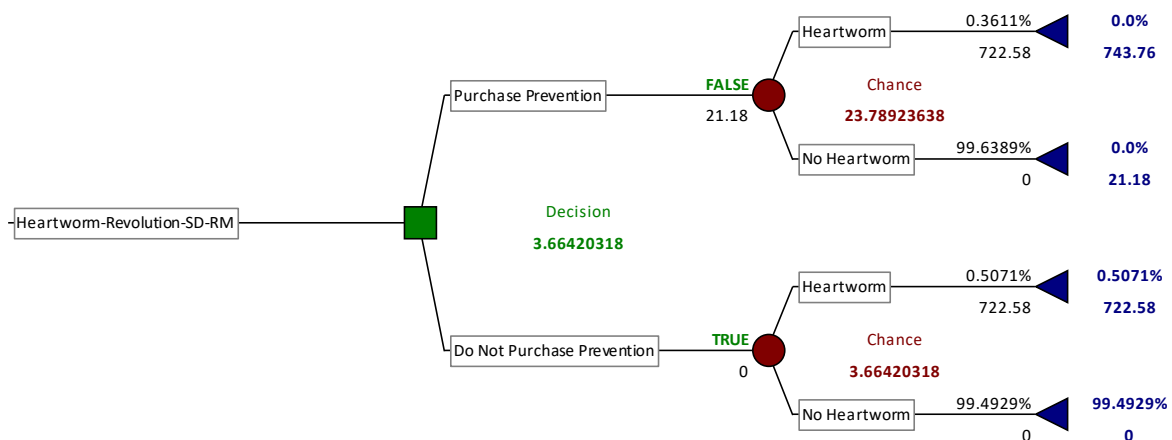 Heartworm
0.3611%
0.0%
722.58
743.76
Purchase Prevention
FALSE
Chance
21.18
23.78923638
No Heartworm
99.6389%
0.0%
0
21.18
Heartworm-Revolution-SD-RM
Decision
3.66420318
Heartworm
0.5071%
0.5071%
722.58
722.58
Do Not Purchase Prevention
TRUE
Chance
0
3.66420318
No Heartworm
99.4929%
99.4929%
0
0